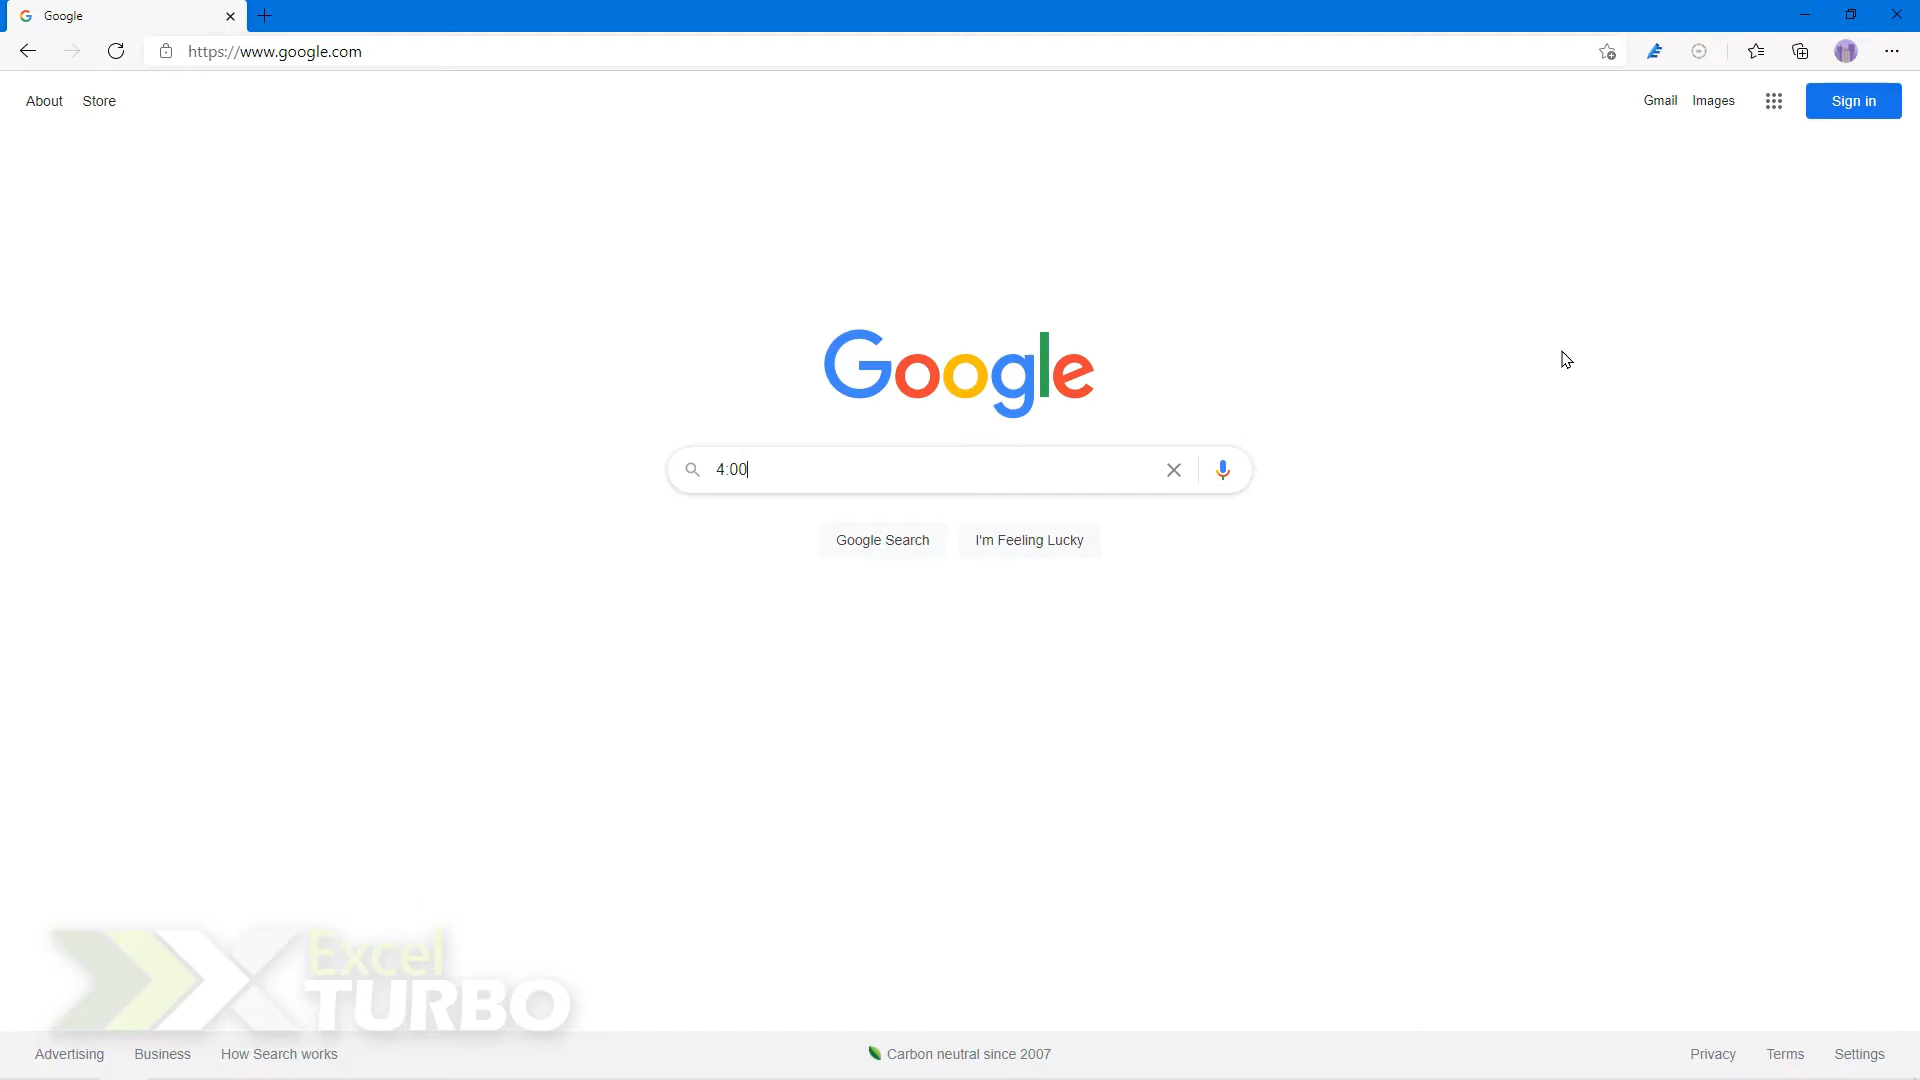 Google
https://www.google.com
About Store
Gmail Images Sign in
Google
4:00
Google Search I'm Feeling Lucky
Excel
TURBO
Advertising Business How Search works
Carbon neutral since 2007
Privacy Terms Settings